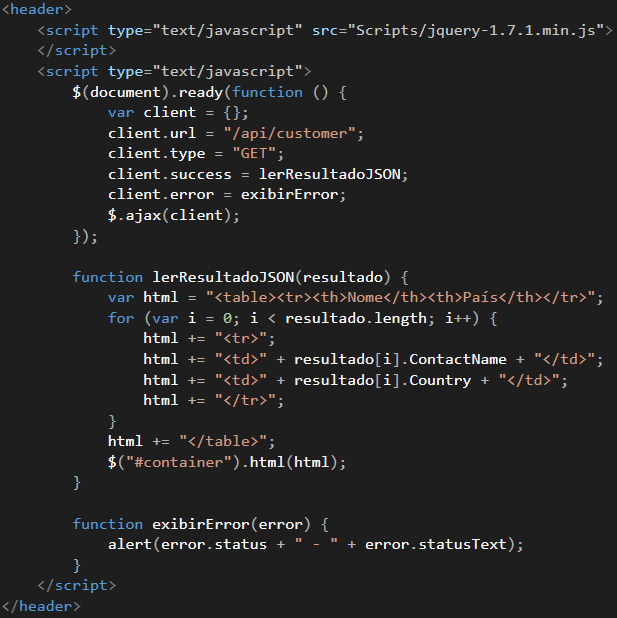 <header>
    <script type="text/javascript" src="Scripts/jquery-1.7.1.min.js">
    </script>
    <script type="text/javascript">
        $(document).ready(function () {
            var client = {};
            client.url = "/api/customer";
            client.type = "GET";
            client.success = lerResultadoJSON;
            client.error = exibirError;
            $.ajax(client);
        });

        function lerResultadoJSON(resultado) {
            var html = "<table><tr><th>Nome</th><th>País</th></tr>";
            for (var i = 0; i < resultado.length; i++) {
                html += "<tr>";
                html += "<td>" + resultado[i].ContactName + "</td>";
                html += "<td>" + resultado[i].Country + "</td>";
                html += "</tr>";
            }
            html += "</table>";
            $("#container").html(html);
        }

        function exibirError(error) {
            alert(error.status + " - " + error.statusText);
        }
    </script>
</header>